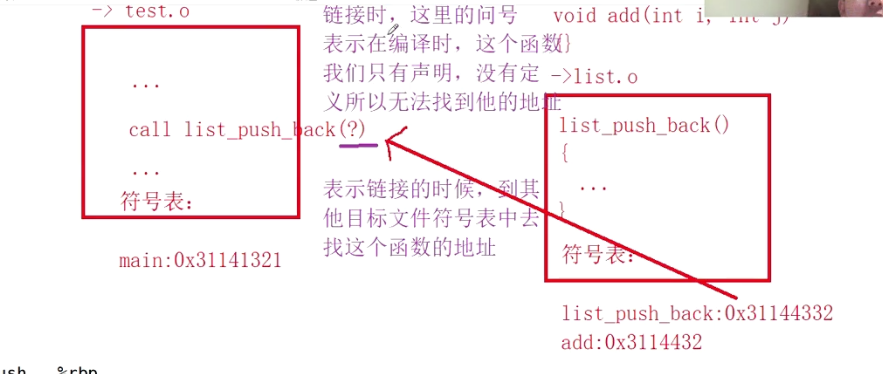 -> test.o
...
call list_push_back(?)
...
符号表:
main:0x31141321
链接时，这里的问号
表示在编译时，这个函数
我们只有声明，没有定
义所以无法找到他的地址
表示链接的时候，到其
他目标文件符号表中去
找这个函数的地址
void add(int i, int j)
{}
->list.o
list_push_back()
{
...
}
符号表:
list_push_back:0x31144332
add:0x3114432
%rbp